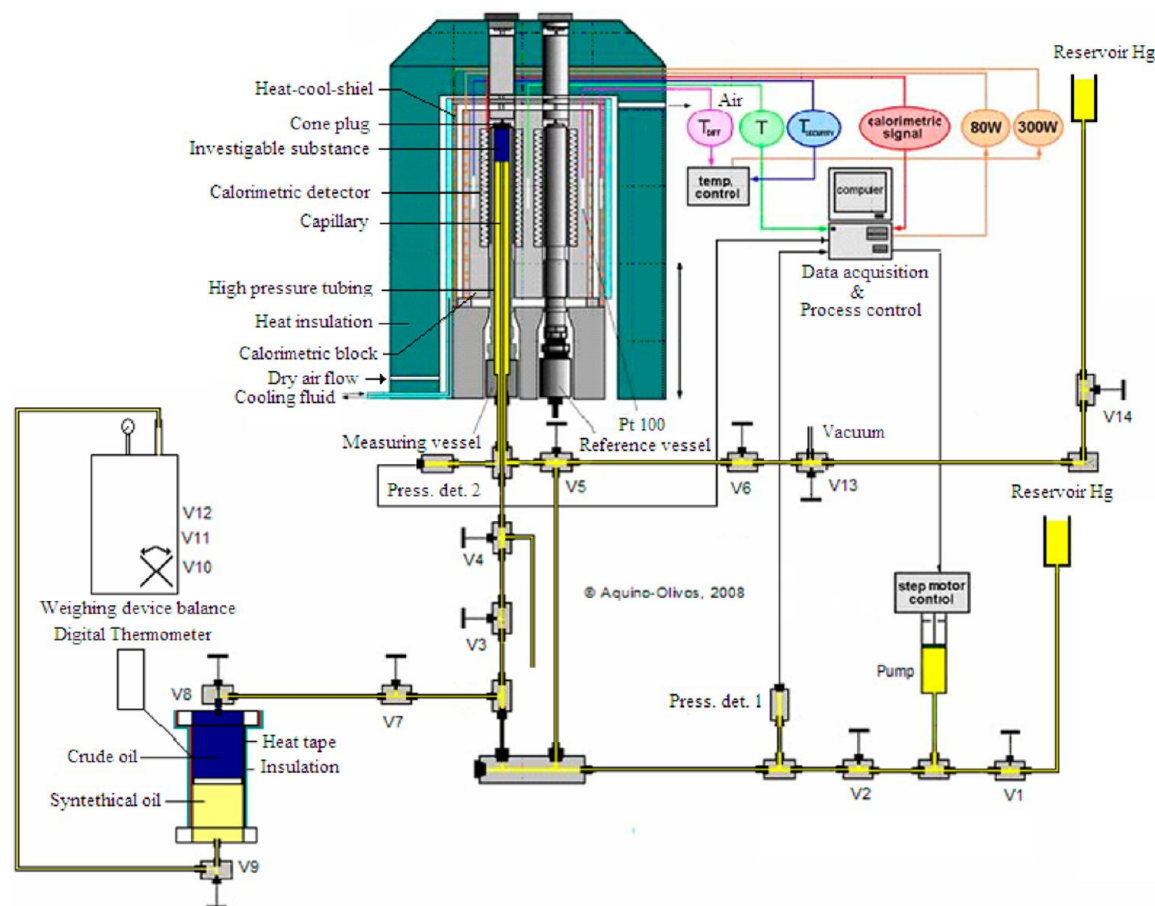 Reservoir Hg
Heat-cool-shiel
Cone plug
Investigable substance
Calorimetric detector
Capillary
High pressure tubing
Heat insulation
Calorimetric block
Dry air flow
Cooling fluid
Air
T DIFF
T
T SECURITY
calorimetric
signal
80W
300W
temp.
control
computer
Data acquisition
&
Process control
Pt 100
Measuring vessel
Reference vessel
V14
Vacuum
Press. det. 2
V5
V6
V13
Reservoir Hg
V12
V11
V10
V4
Weighing device balance
Digital Thermometer
© Aquino-Olivos, 2008
step motor
control
V3
Pump
V8
V7
Press. det. 1
Crude oil
Heat tape
Insulation
Syntethical oil
V2
V1
V9